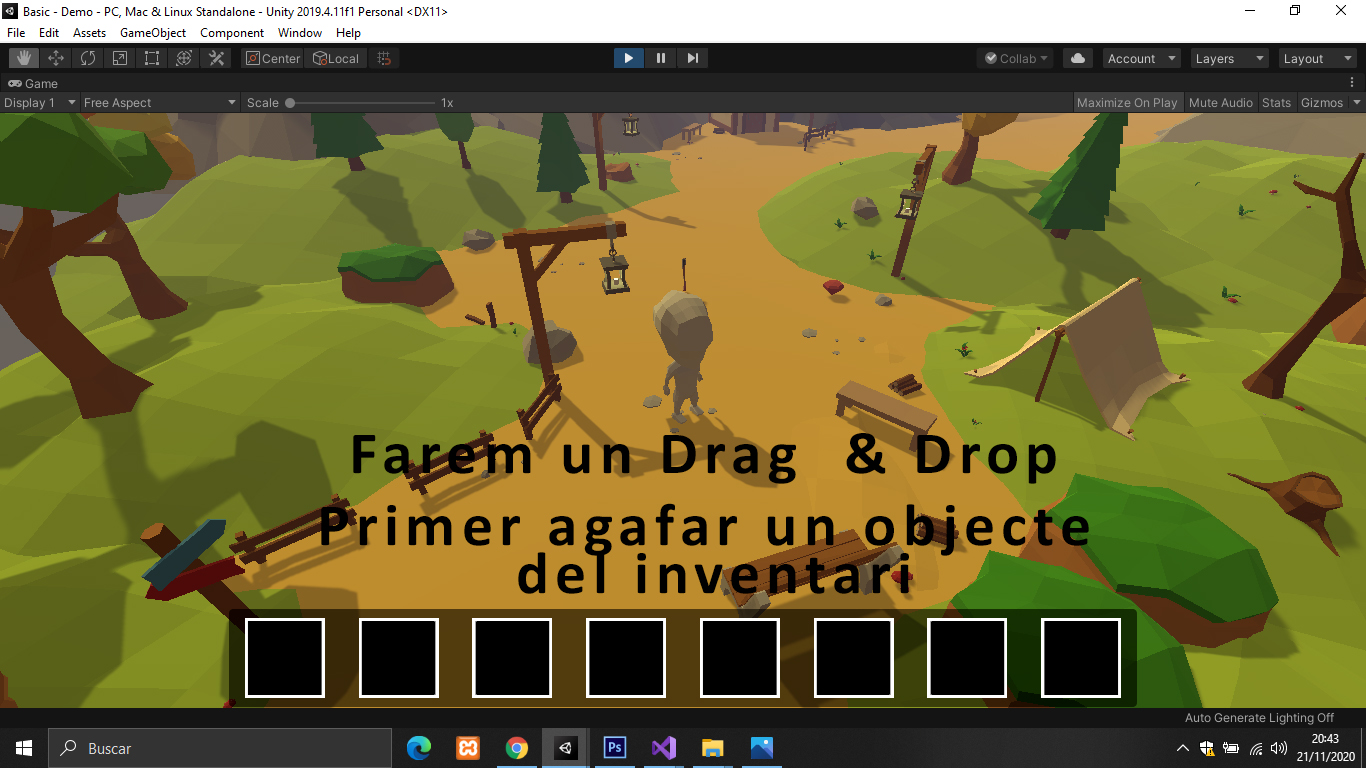 Basic - Demo - PC, Mac & Linux Standalone - Unity 2019.4.11f1 Personal <DX11>
File Edit Assets GameObject Component Window Help
Center Local Collab Account Layers Layout
Game
Display 1 Free Aspect Scale 1x Maximize On Play Mute Audio Stats Gizmos
Farem un Drag & Drop
Primer agafar un objecte
del inventari
Auto Generate Lighting Off
Buscar
Ps
20:43
21/11/2020